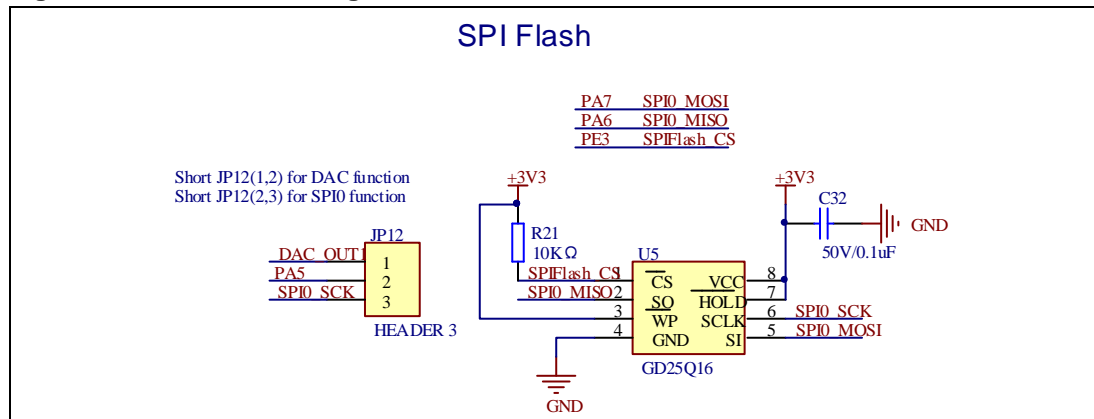 SPI Flash
PA7 SPI0_MOSI
PA6 SPI0_MISO
PE3 SPIFlash_CS
Short JP12(1,2) for DAC function
Short JP12(2,3) for SPI0 function
JP12
DAC_OUT1 1
PA5 2
SPI0_SCK 3
HEADER 3
+3V3
R21
10KΩ
+3V3
C32
50V/0.1uF
GND
U5
SPIFlash_CS 1 CS VCC 8
SPI0_MISO 2 SO HOLD 7
3 WP SCLK 6 SPI0_SCK
4 GND SI 5 SPI0_MOSI
GD25Q16
GND